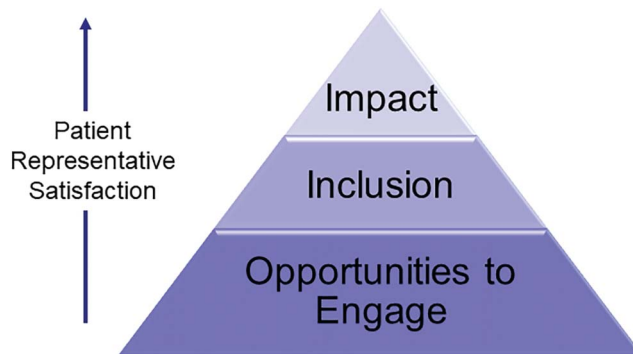 Patient
Representative
Satisfaction
Impact
Inclusion
Opportunities to
Engage